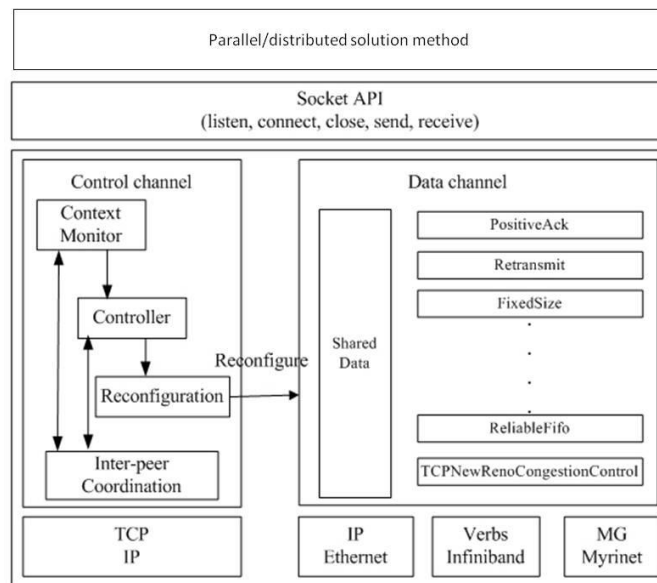 Parallel/distributed solution method
Socket API
(listen, connect, close, send, receive)
Control channel
Context
Monitor
Controller
Reconfiguration
Inter-peer
Coordination
Reconfigure
Data channel
Shared
Data
PositiveAck
Retransmit
FixedSize
ReliableFifo
TCPNewRenoCongestionControl
TCP
IP
IP
Ethernet
Verbs
Infiniband
MG
Myrinet